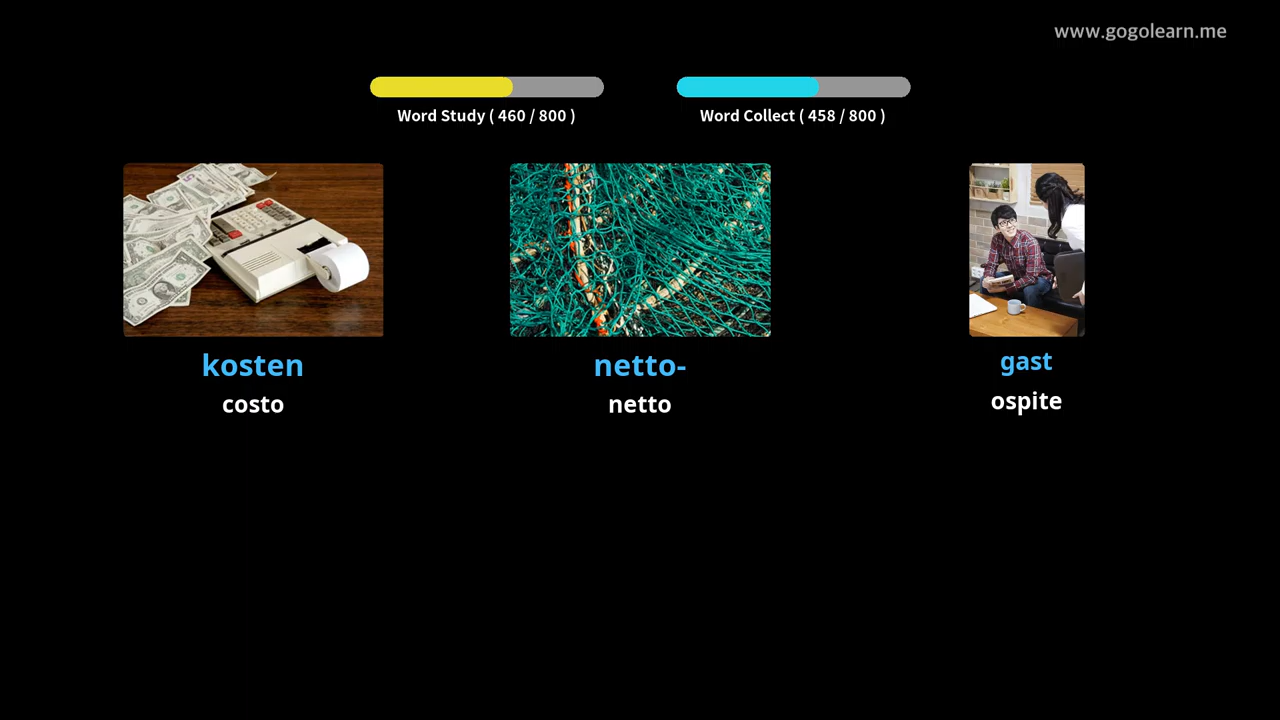 www.gogolearn.me
Word Study ( 460 / 800 )
Word Collect ( 458 / 800 )
kosten
costo
netto-
netto
gast
ospite